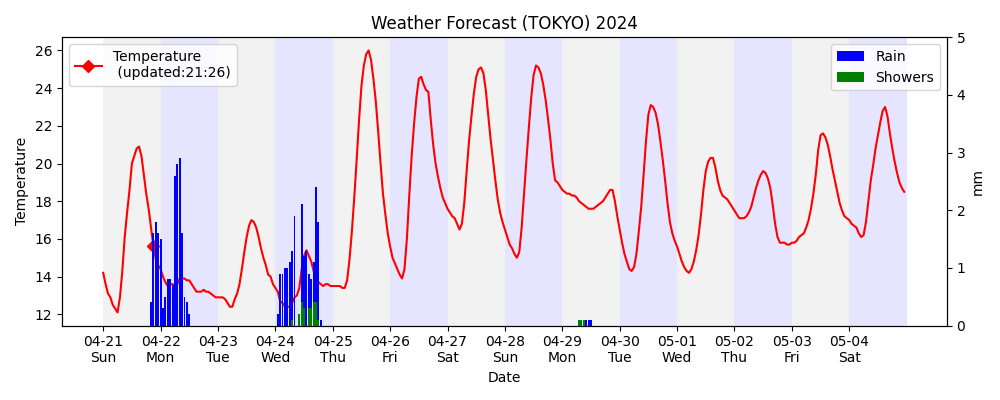 Weather Forecast (TOKYO) 2024
Temperature
(updated:21:26)
Rain
Showers
Temperature
26
24
22
20
18
16
14
12
5
4
3
2
1
0
mm
04-21 04-22 04-23 04-24 04-25 04-26 04-27 04-28 04-29 04-30 05-01 05-02 05-03 05-04
Sun Mon Tue Wed Thu Fri Sat Sun Mon Tue Wed Thu Fri Sat
Date